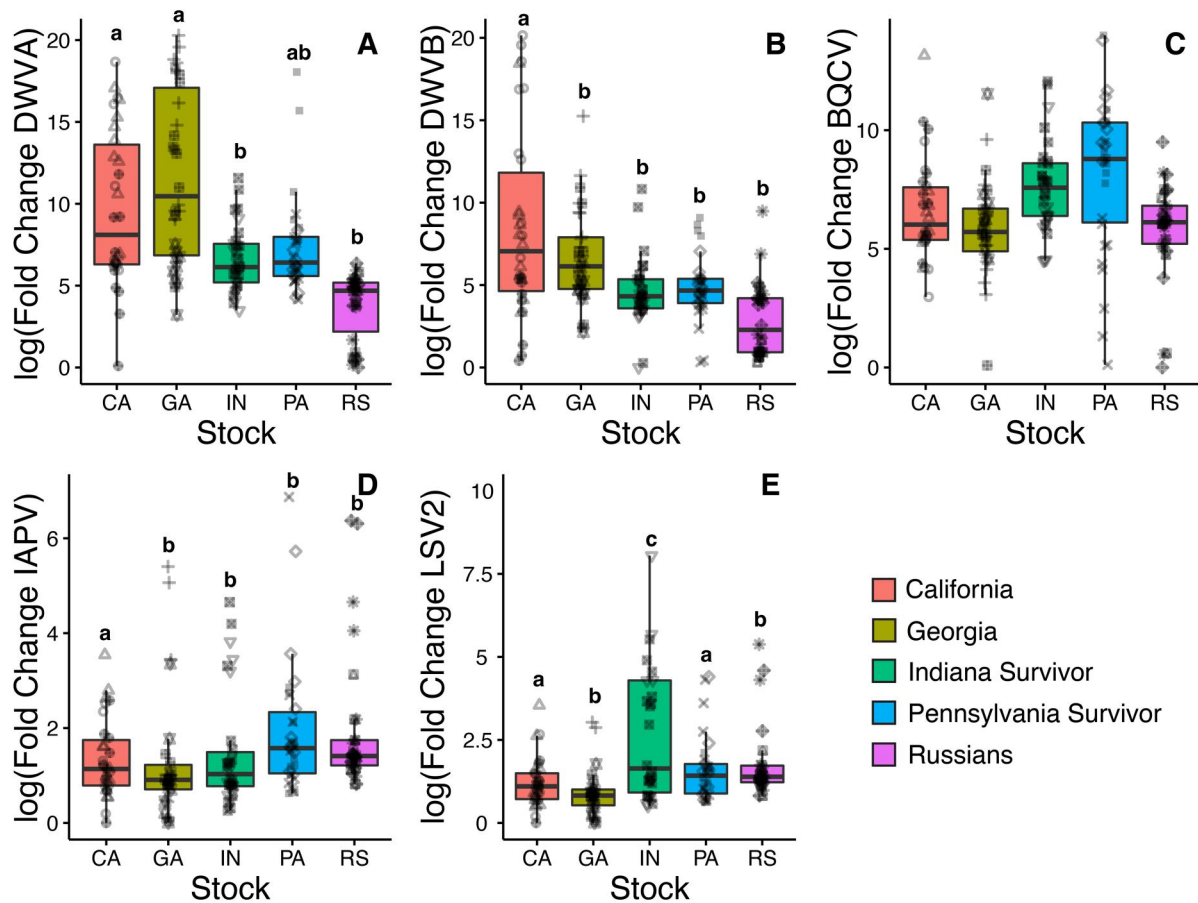 A
log(Fold Change DWVA)
20
15
10
5
0
a
a
b
ab
b
CA GA IN PA RS
Stock
B
log(Fold Change DWVB)
20
15
10
5
0
a
b
b
b
b
CA GA IN PA RS
Stock
C
log(Fold Change BQCV)
10
5
0
CA GA IN PA RS
Stock
D
log(Fold Change IAPV)
6
4
2
0
a
b
b
b
b
CA GA IN PA RS
Stock
E
log(Fold Change LSV2)
10
7.5
5
2.5
0
a
b
c
a
b
CA GA IN PA RS
Stock
California
Georgia
Indiana Survivor
Pennsylvania Survivor
Russians